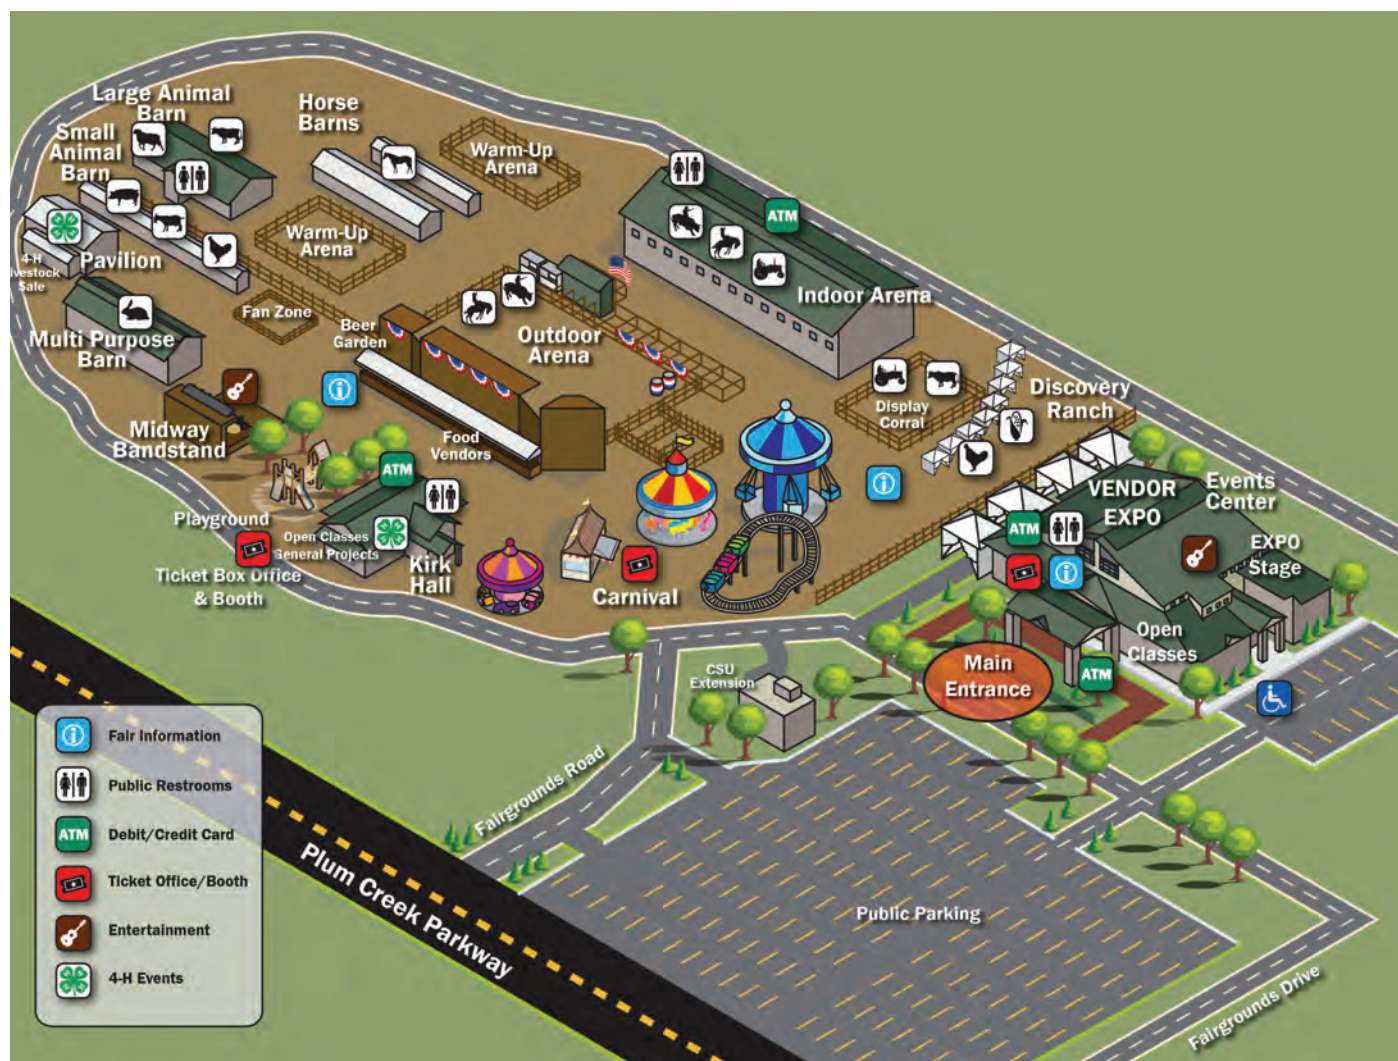 Large Animal
Barn
Horse
Barns
Small
Animal
Barn
Warm-Up
Arena
ATM
Warm-Up
Arena
4-H
ivestock
Sale
Pavilion
Indoor Arena
Fan Zone
Beer
Garden
Outdoor
Arena
Multi Purpose
Barn
Discovery
Ranch
Display
Corral
Midway
Bandstand
Food
Vendors
ATM
VENDOR
EXPO
Events
Center
Playground
Open Classes
General Projects
Kirk
Hall
Ticket Box Office
& Booth
Carnival
ATM
EXPO
Stage
Open
Classes
Main
Entrance
ATM
CSU
Extension
Fair Information
Public Restrooms
ATM
Debit/Credit Card
Ticket Office/Booth
Entertainment
4-H Events
Fairgrounds Road
Plum Creek Parkway
Public Parking
Fairgrounds Drive